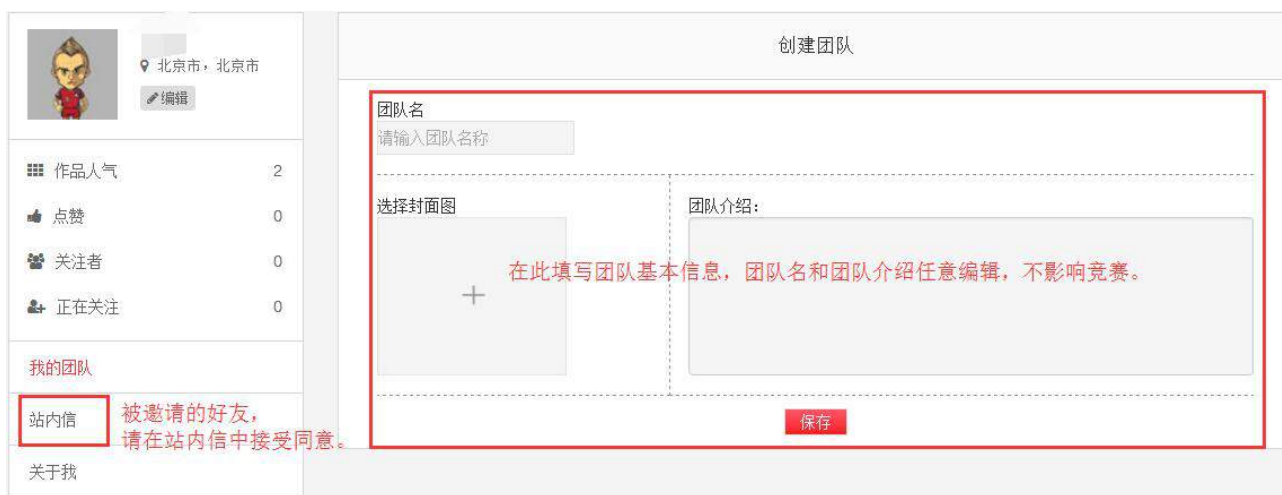 北京市，北京市
编辑
作品人气 2
点赞 0
关注者 0
正在关注 0
我的团队
站内信
被邀请的好友，
请在站内信中接受同意。
关于我
创建团队
团队名
请输入团队名称
选择封面图
团队介绍：
在此填写团队基本信息，团队名和团队介绍任意编辑，不影响竞赛。
保存